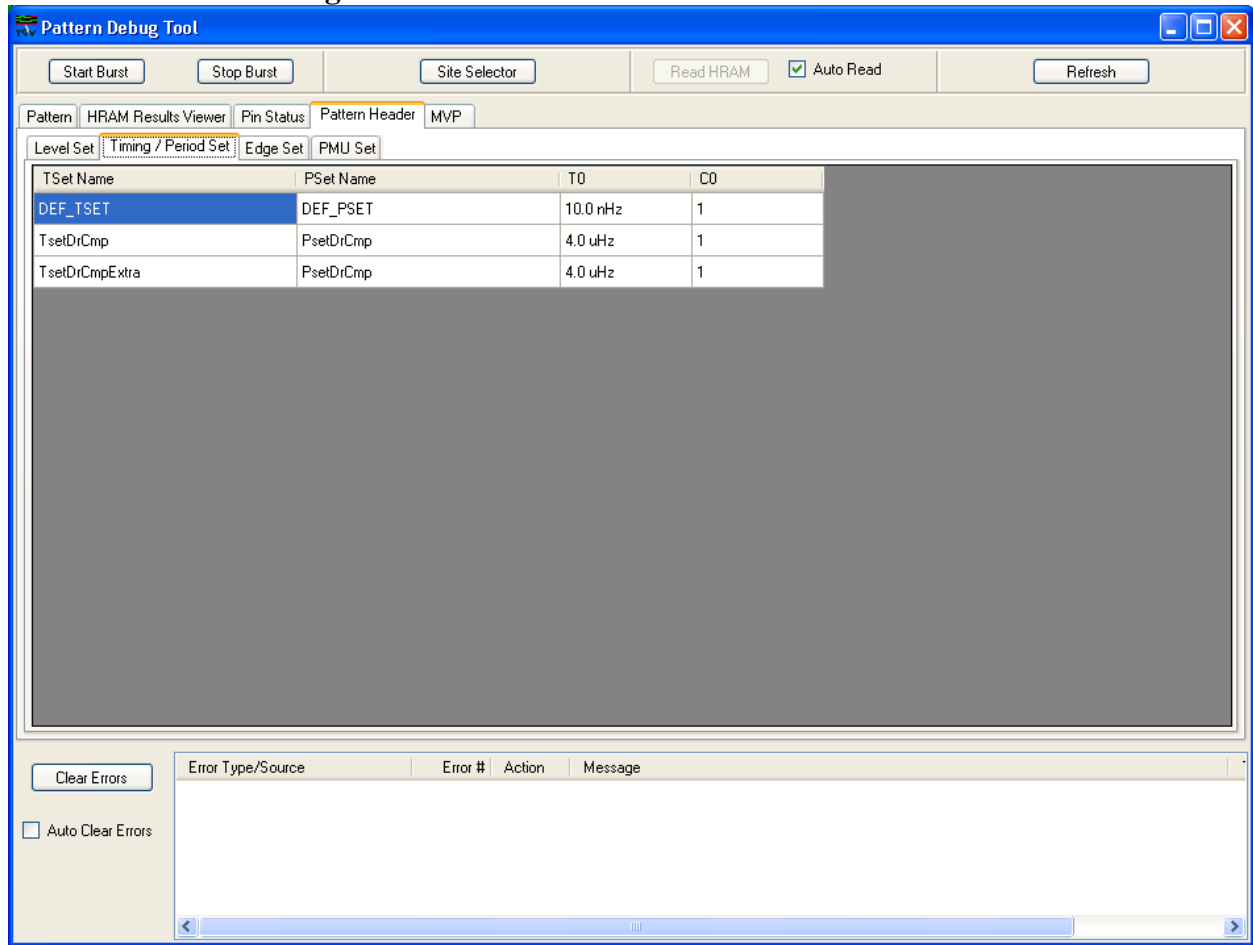 Pattern Debug Tool
Start Burst Stop Burst Site Selector Read HRAM Auto Read Refresh
Pattern HRAM Results Viewer Pin Status Pattern Header MVP
Level Set Timing / Period Set Edge Set PMU Set
TSet Name PSet Name T0 C0
DEF_TSET DEF_PSET 10.0 nHz 1
TsetDrCmp PsetDrCmp 4.0 uHz 1
TsetDrCmpExtra PsetDrCmp 4.0 uHz 1
Clear Errors Error Type/Source Error # Action Message
Auto Clear Errors